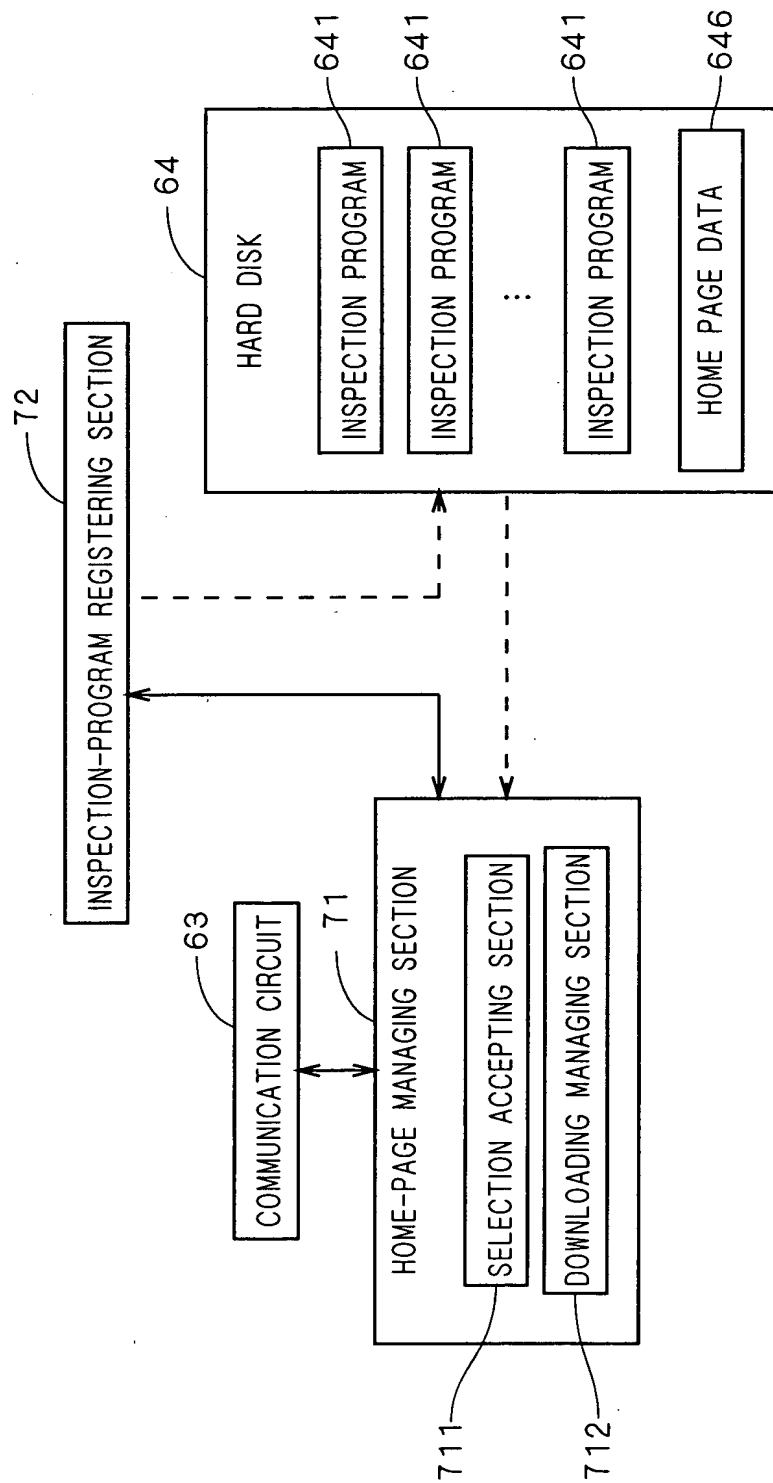 72
INSPECTION-PROGRAM REGISTERING SECTION
63
COMMUNICATION CIRCUIT
71
HOME-PAGE MANAGING SECTION
711
SELECTION ACCEPTING SECTION
712
DOWNLOADING MANAGING SECTION
64
HARD DISK
INSPECTION PROGRAM
641
INSPECTION PROGRAM
641
...
INSPECTION PROGRAM
641
HOME PAGE DATA
646